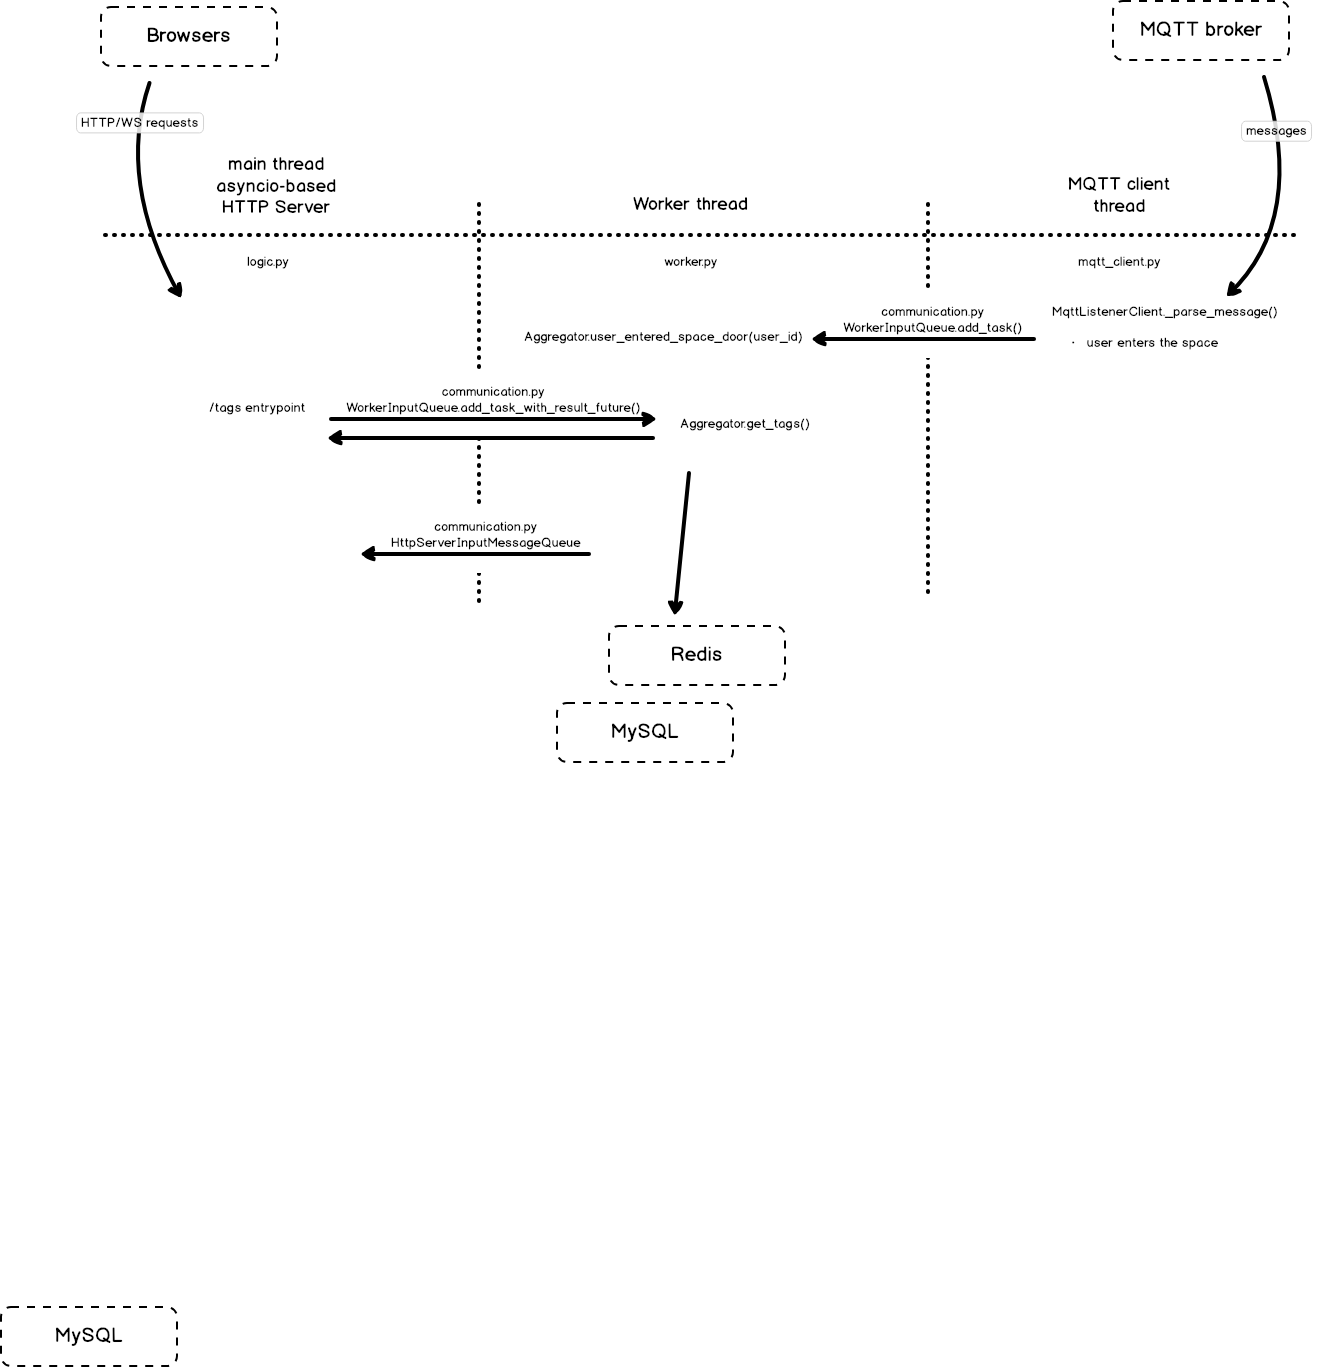 Browsers
MQTT broker
HTTP/WS requests
messages
main thread
asyncio-based
HTTP Server
Worker thread
MQTT client
thread
logic.py
worker.py
mqtt_client.py
communication.py
WorkerInputQueue.add_task()
MqttListenerClient._parse_message()
Aggregator.user_entered_space_door(user_id)
· user enters the space
/tags entrypoint
communication.py
WorkerInputQueue.add_task_with_result_future()
Aggregator.get_tags()
communication.py
HttpServerInputMessageQueue
Redis
MySQL
MySQL